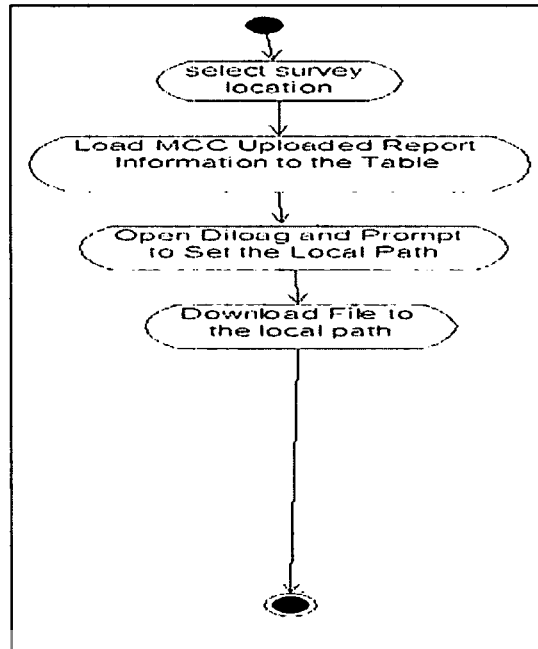 select survey
location
Load MCC Uploaded Report
Information to the Table
Open Diloag and Prompt
to Set the Local Path
Download File to
the local path